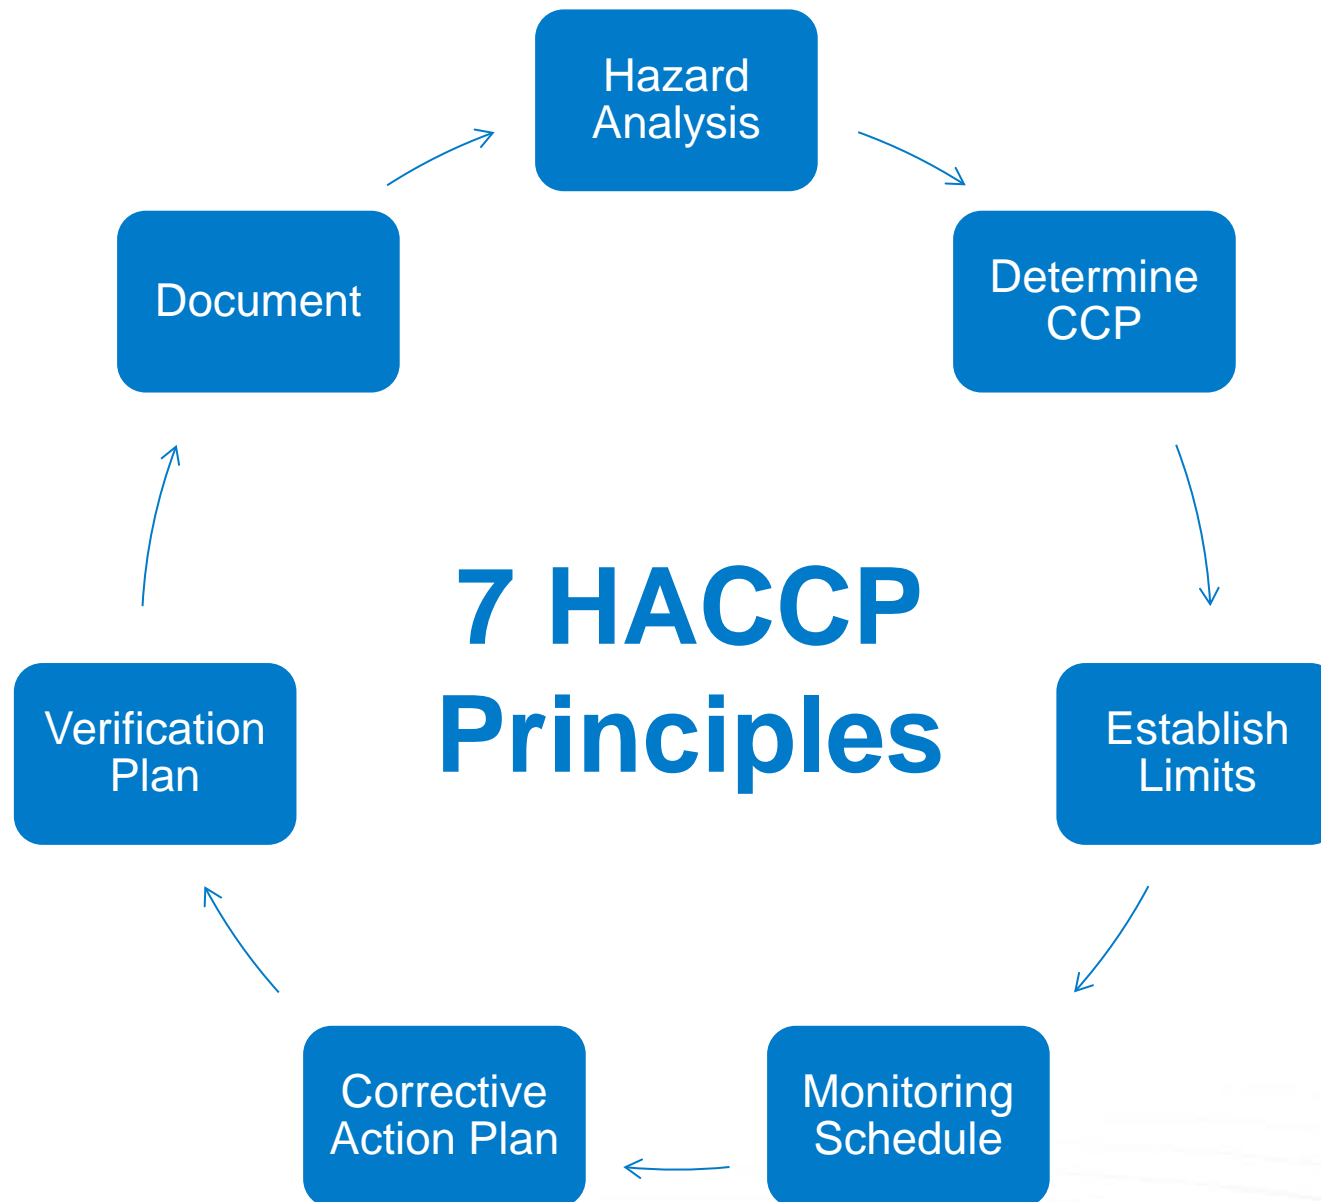 Hazard
Analysis
Determine
CCP
Establish
Limits
Monitoring
Schedule
Corrective
Action Plan
Verification
Plan
Document
7 HACCP
Principles